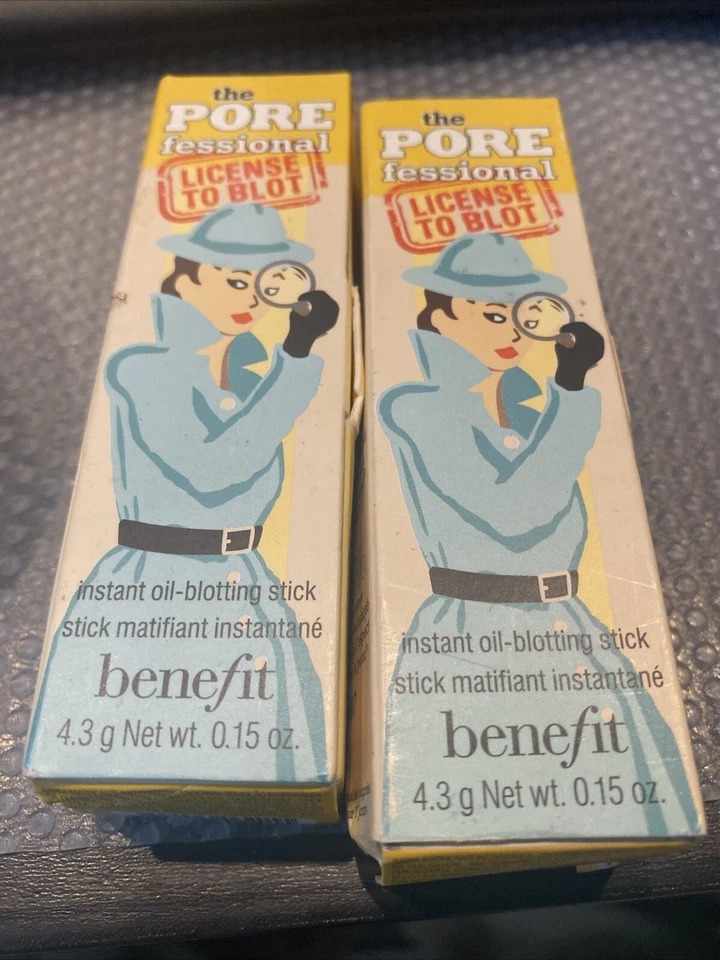 the
PORE
fessional
LICENSE
TO BLOT
instant oil-blotting stick
stick matifiant instantané
benefit
4.3 g Net wt. 0.15 oz.
the
PORE
fessional
LICENSE
TO BLOT
instant oil-blotting stick
stick matifiant instantané
benefit
4.3 g Net wt. 0.15 oz.